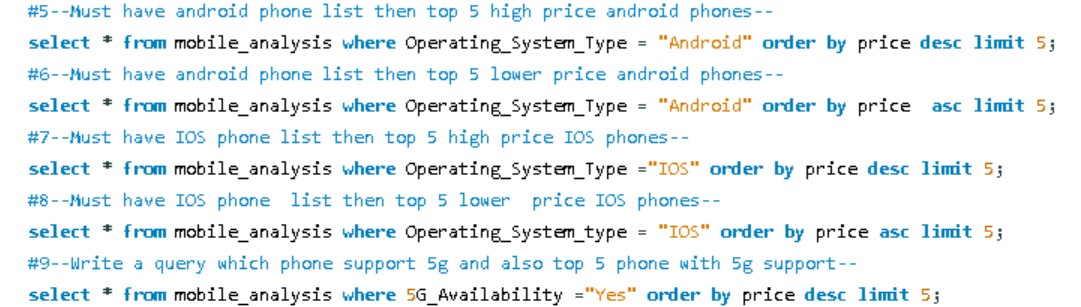 #5--Must have android phone list then top 5 high price android phones--
select * from mobile_analysis where Operating_System_Type = "Android" order by price desc limit 5;
#6--Must have android phone list then top 5 lower price android phones--
select * from mobile_analysis where Operating_System_Type = "Android" order by price  asc limit 5;
#7--Must have IOS phone list then top 5 high price IOS phones--
select * from mobile_analysis where Operating_System_Type ="IOS" order by price desc limit 5;
#8--Must have IOS phone  list then top 5 lower  price IOS phones--
select * from mobile_analysis where Operating_System_type = "IOS" order by price asc limit 5;
#9--Write a query which phone support 5g and also top 5 phone with 5g support--
select * from mobile_analysis where 5G_Availability ="Yes" order by price desc limit 5;